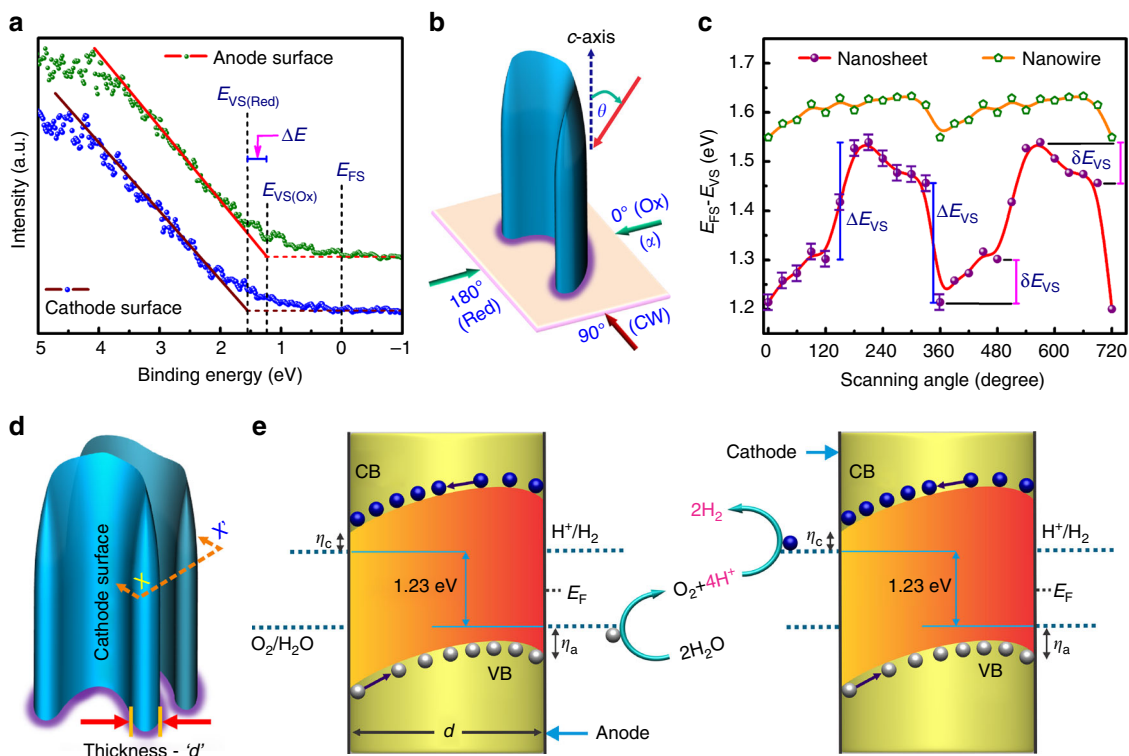 a
Anode surface
Cathode surface
E_VS(Red)
ΔE
E_VS(Ox)
E_FS
Intensity (a.u.)
5 4 3 2 1 0 −1
Binding energy (eV)
b
c-axis
θ
0° (Ox)
(α)
180°
(Red)
90° (CW)
c
Nanosheet Nanowire
1.7
1.6
1.5
1.4
1.3
1.2
E_FS-E_VS (eV)
ΔE_VS
ΔE_VS
δE_VS
δE_VS
0 120 240 360 480 600 720
Scanning angle (degree)
d
Cathode surface
X
X'
Thickness - 'd'
e
CB
η_c
H⁺/H₂
1.23 eV
E_F
O₂/H₂O
η_a
VB
d
Anode
2H₂
O₂+4H⁺
2H₂O
Cathode
CB
η_c
H⁺/H₂
1.23 eV
E_F
η_a
VB